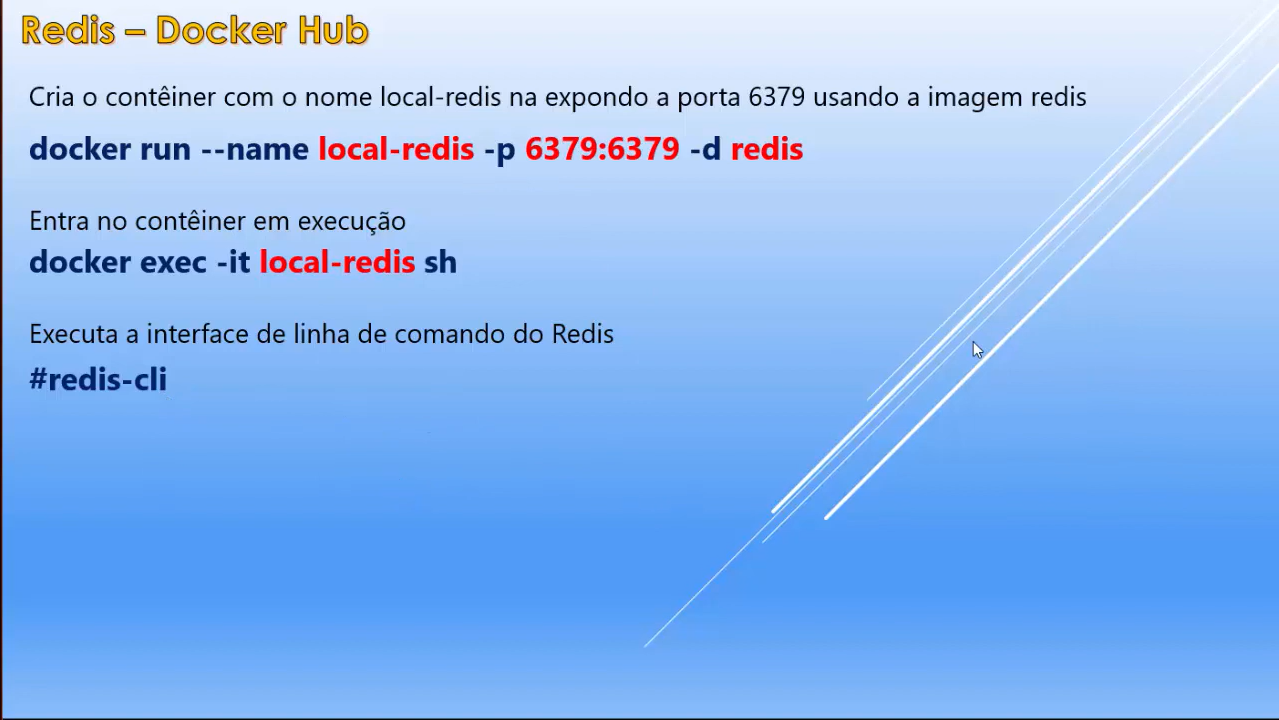 Redis – Docker Hub
Cria o contêiner com o nome local-redis na expondo a porta 6379 usando a imagem redis
docker run --name local-redis -p 6379:6379 -d redis
Entra no contêiner em execução
docker exec -it local-redis sh
Executa a interface de linha de comando do Redis
#redis-cli